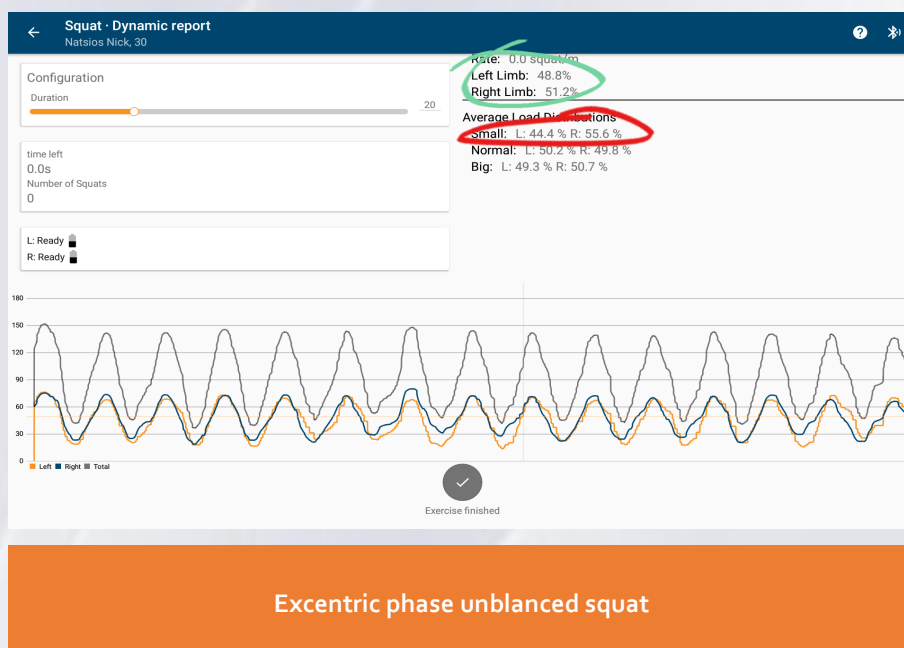 Squat · Dynamic report
Natsios Nick, 30
Configuration
Duration
20
time left
0.0s
Number of Squats
0
L: Ready
R: Ready
Rate: 0.0 squat/m
Left Limb: 48.8%
Right Limb: 51.2%
Average Load Distributions
Small: L: 44.4 % R: 55.6 %
Normal: L: 50.2 % R: 49.8 %
Big: L: 49.3 % R: 50.7 %
180
150
120
90
60
30
0
Left Right Total
Exercise finished
Excentric phase unblanced squat